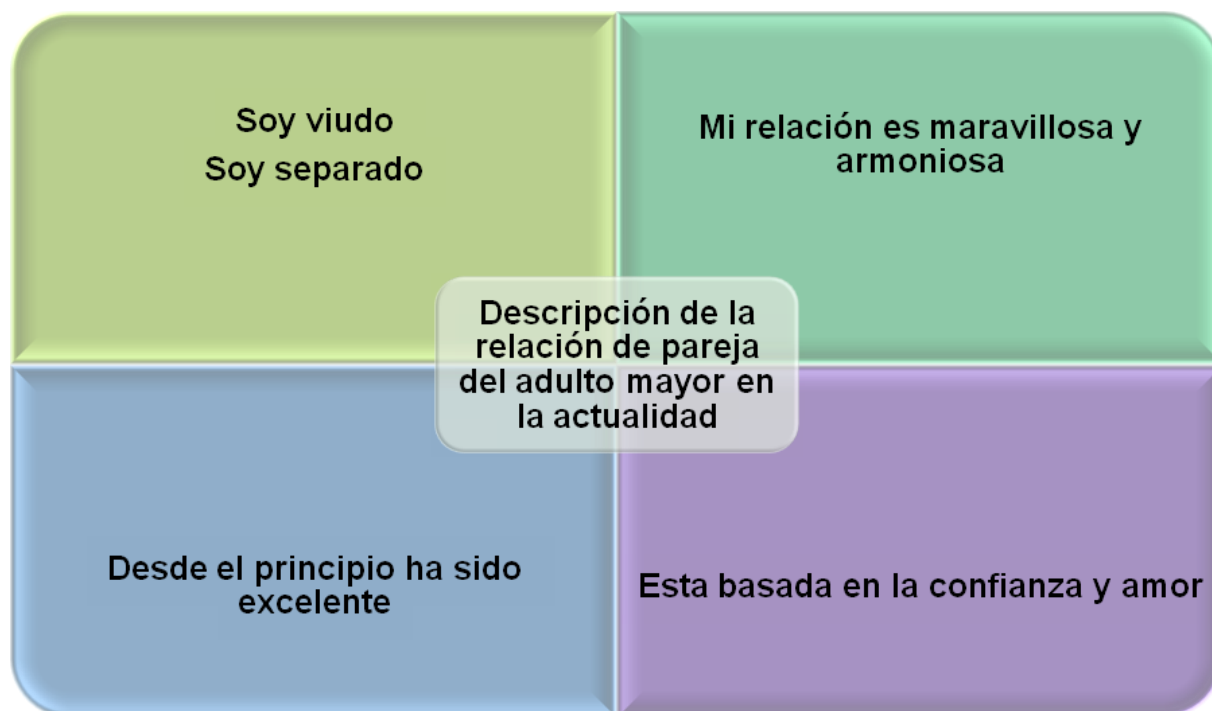 Soy viudo
Soy separado
Mi relación es maravillosa y
armoniosa
Descripción de la
relación de pareja
del adulto mayor en
la actualidad
Desde el principio ha sido
excelente
Esta basada en la confianza y amor